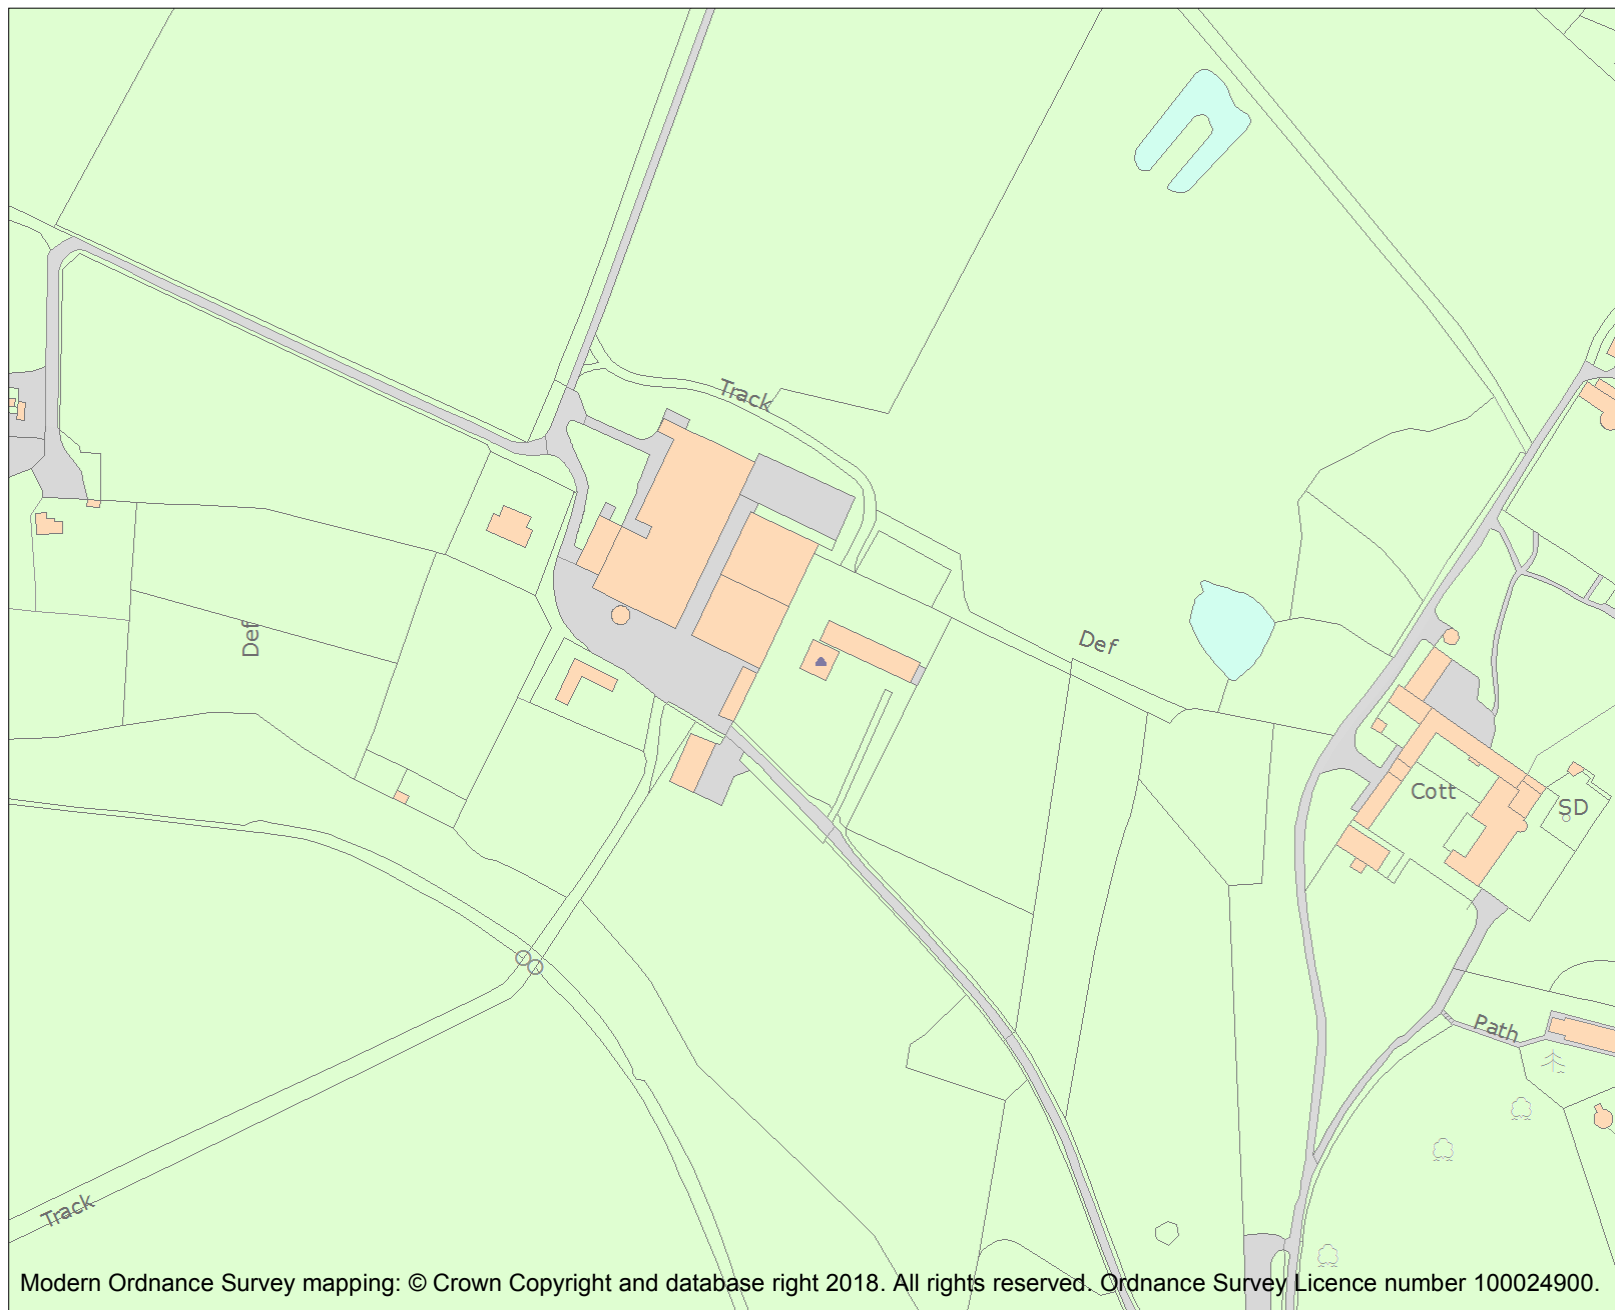 Track
Def
Def
Cott
SD
Path
Track
Modern Ordnance Survey mapping: © Crown Copyright and database right 2018. All rights reserved. Ordnance Survey Licence number 100024900.